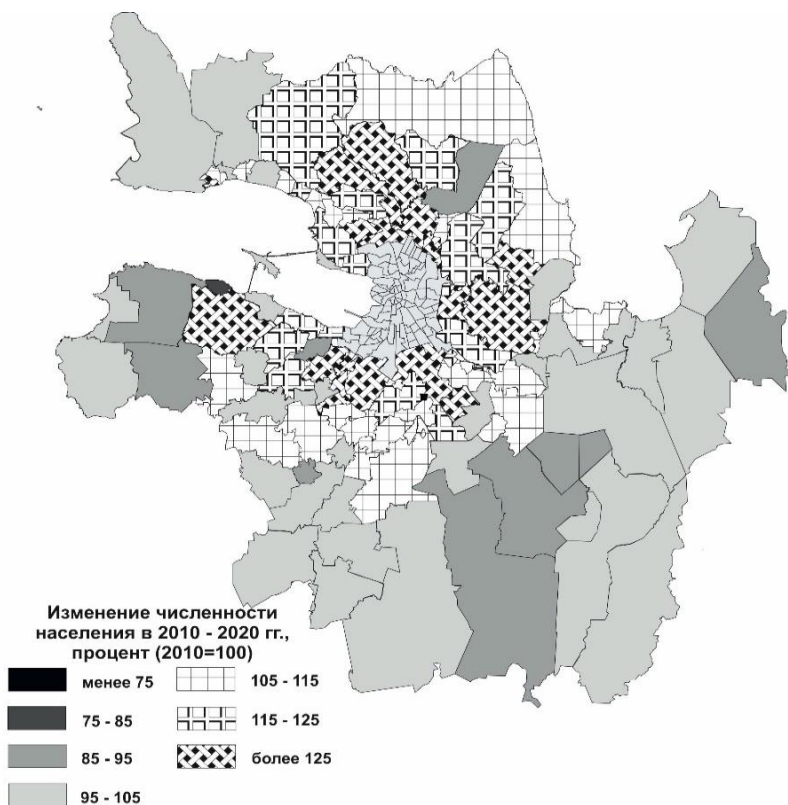 Изменение численности
населения в 2010 - 2020 гг.,
процент (2010=100)
менее 75
75 - 85
85 - 95
95 - 105
105 - 115
115 - 125
более 125